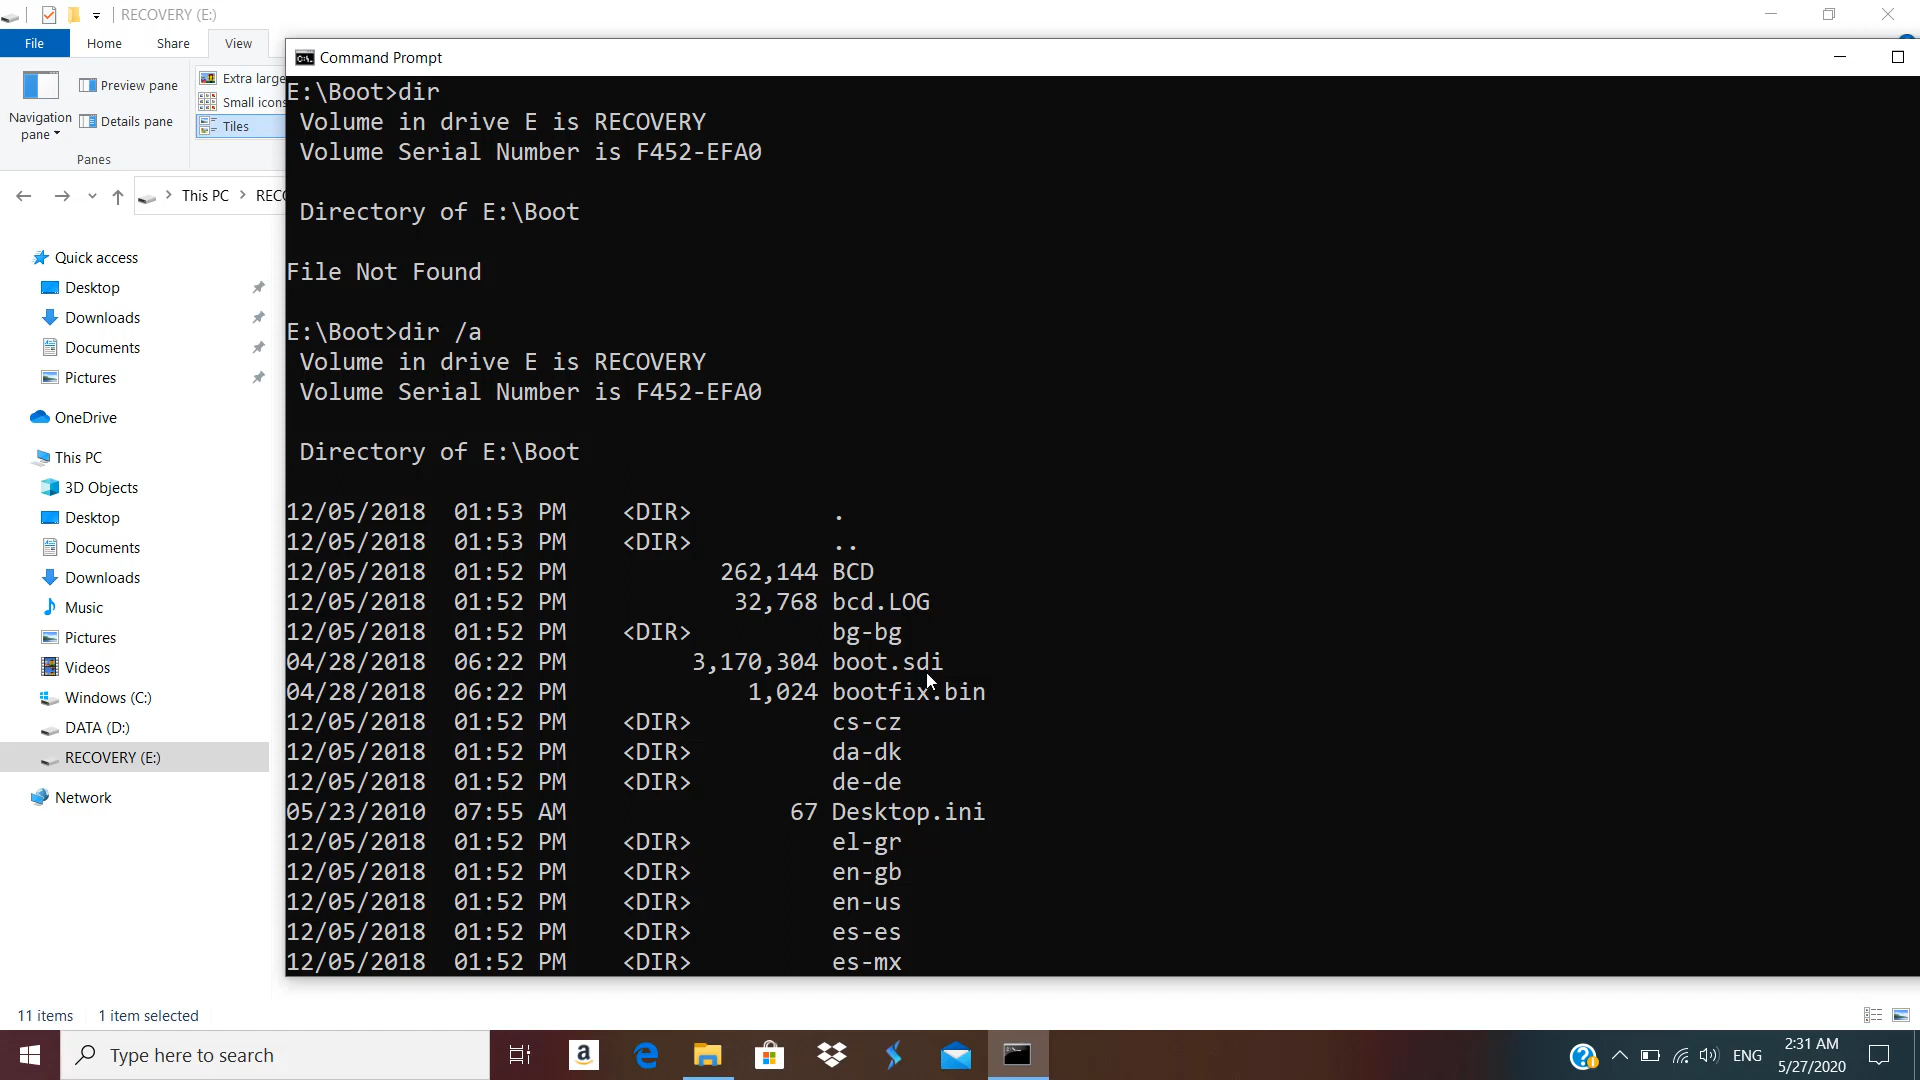 RECOVERY (E:)
File Home Share View
Navigation pane
Preview pane
Details pane
Panes
Extra large
Small icons
Tiles
This PC RECO
Quick access
Desktop
Downloads
Documents
Pictures
OneDrive
This PC
3D Objects
Desktop
Documents
Downloads
Music
Pictures
Videos
Windows (C:)
DATA (D:)
RECOVERY (E:)
Network
11 items 1 item selected
Command Prompt
E:\Boot>dir
Volume in drive E is RECOVERY
Volume Serial Number is F452-EFA0
Directory of E:\Boot
File Not Found
E:\Boot>dir /a
Volume in drive E is RECOVERY
Volume Serial Number is F452-EFA0
Directory of E:\Boot
12/05/2018 01:53 PM <DIR> .
12/05/2018 01:53 PM <DIR> ..
12/05/2018 01:52 PM 262,144 BCD
12/05/2018 01:52 PM 32,768 bcd.LOG
12/05/2018 01:52 PM <DIR> bg-bg
04/28/2018 06:22 PM 3,170,304 boot.sdi
04/28/2018 06:22 PM 1,024 bootfix.bin
12/05/2018 01:52 PM <DIR> cs-cz
12/05/2018 01:52 PM <DIR> da-dk
12/05/2018 01:52 PM <DIR> de-de
05/23/2010 07:55 AM 67 Desktop.ini
12/05/2018 01:52 PM <DIR> el-gr
12/05/2018 01:52 PM <DIR> en-gb
12/05/2018 01:52 PM <DIR> en-us
12/05/2018 01:52 PM <DIR> es-es
12/05/2018 01:52 PM <DIR> es-mx
Type here to search
ENG
2:31 AM
5/27/2020